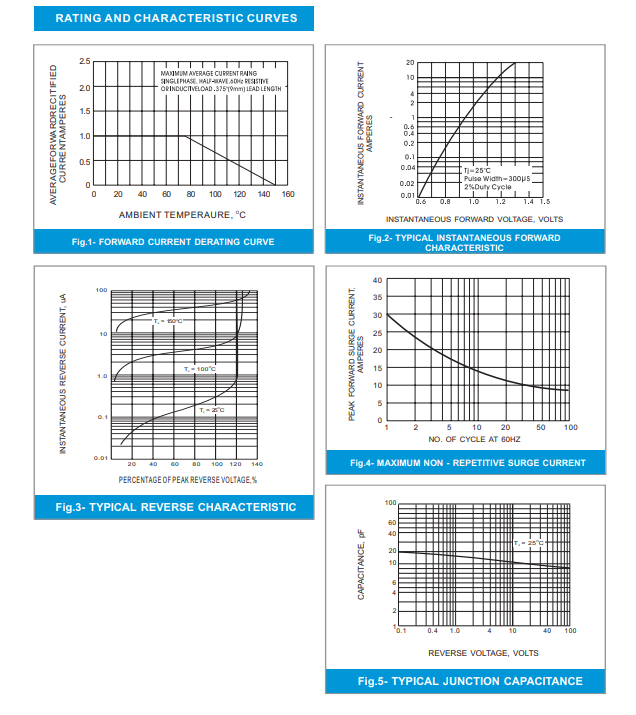 RATING AND CHARACTERISTIC CURVES
AVERAGEFORWARDRECITIFIED
CURRENTAMPERES
2.5
2.0
1.5
1.0
0.5
0
MAXIMUM AVERAGE CURRENT RAING
SINGLEPHASE, HALF-WAVE,60Hz RESISTIVE
ORINDUCTIVELOAD .375"(9mm) LEAD LENGTH
0 20 40 60 80 100 120 140 160
AMBIENT TEMPERAURE, °C
Fig.1- FORWARD CURRENT DERATING CURVE
INSTANTANEOUS FORWARD CURRENT
AMPERES
20
10
4
2
1
0.6
0.4
0.2
0.1
0.04
0.02
0.01
Tj=25°C
Pulse Width=300µS
2%Duty Cycle
0.6 0.8 1.0 1.2 1.4 1.5
INSTANTANEOUS FORWARD VOLTAGE, VOLTS
Fig.2- TYPICAL INSTANTANEOUS FORWARD
CHARACTERISTIC
INSTANTANEOUS REVERSE CURRENT, uA
100
10
1.0
0.1
0.01
T, = 150°C
T, = 100°C
T, = 25°C
20 40 60 80 100 120 140
PERCENTAGE OF PEAK REVERSE VOLTAGE,%
Fig.3- TYPICAL REVERSE CHARACTERISTIC
PEAK FORWARD SURGE CURRENT,
AMPERES
40
35
30
25
20
15
10
5
0
1 2 5 10 20 50 100
NO. OF CYCLE AT 60HZ
Fig.4- MAXIMUM NON - REPETITIVE SURGE CURRENT
CAPACITANCE, pF
100
60
40
20
10
6
4
2
1
T, = 25°C
0.1 0.4 1.0 4 10 40 100
REVERSE VOLTAGE, VOLTS
Fig.5- TYPICAL JUNCTION CAPACITANCE